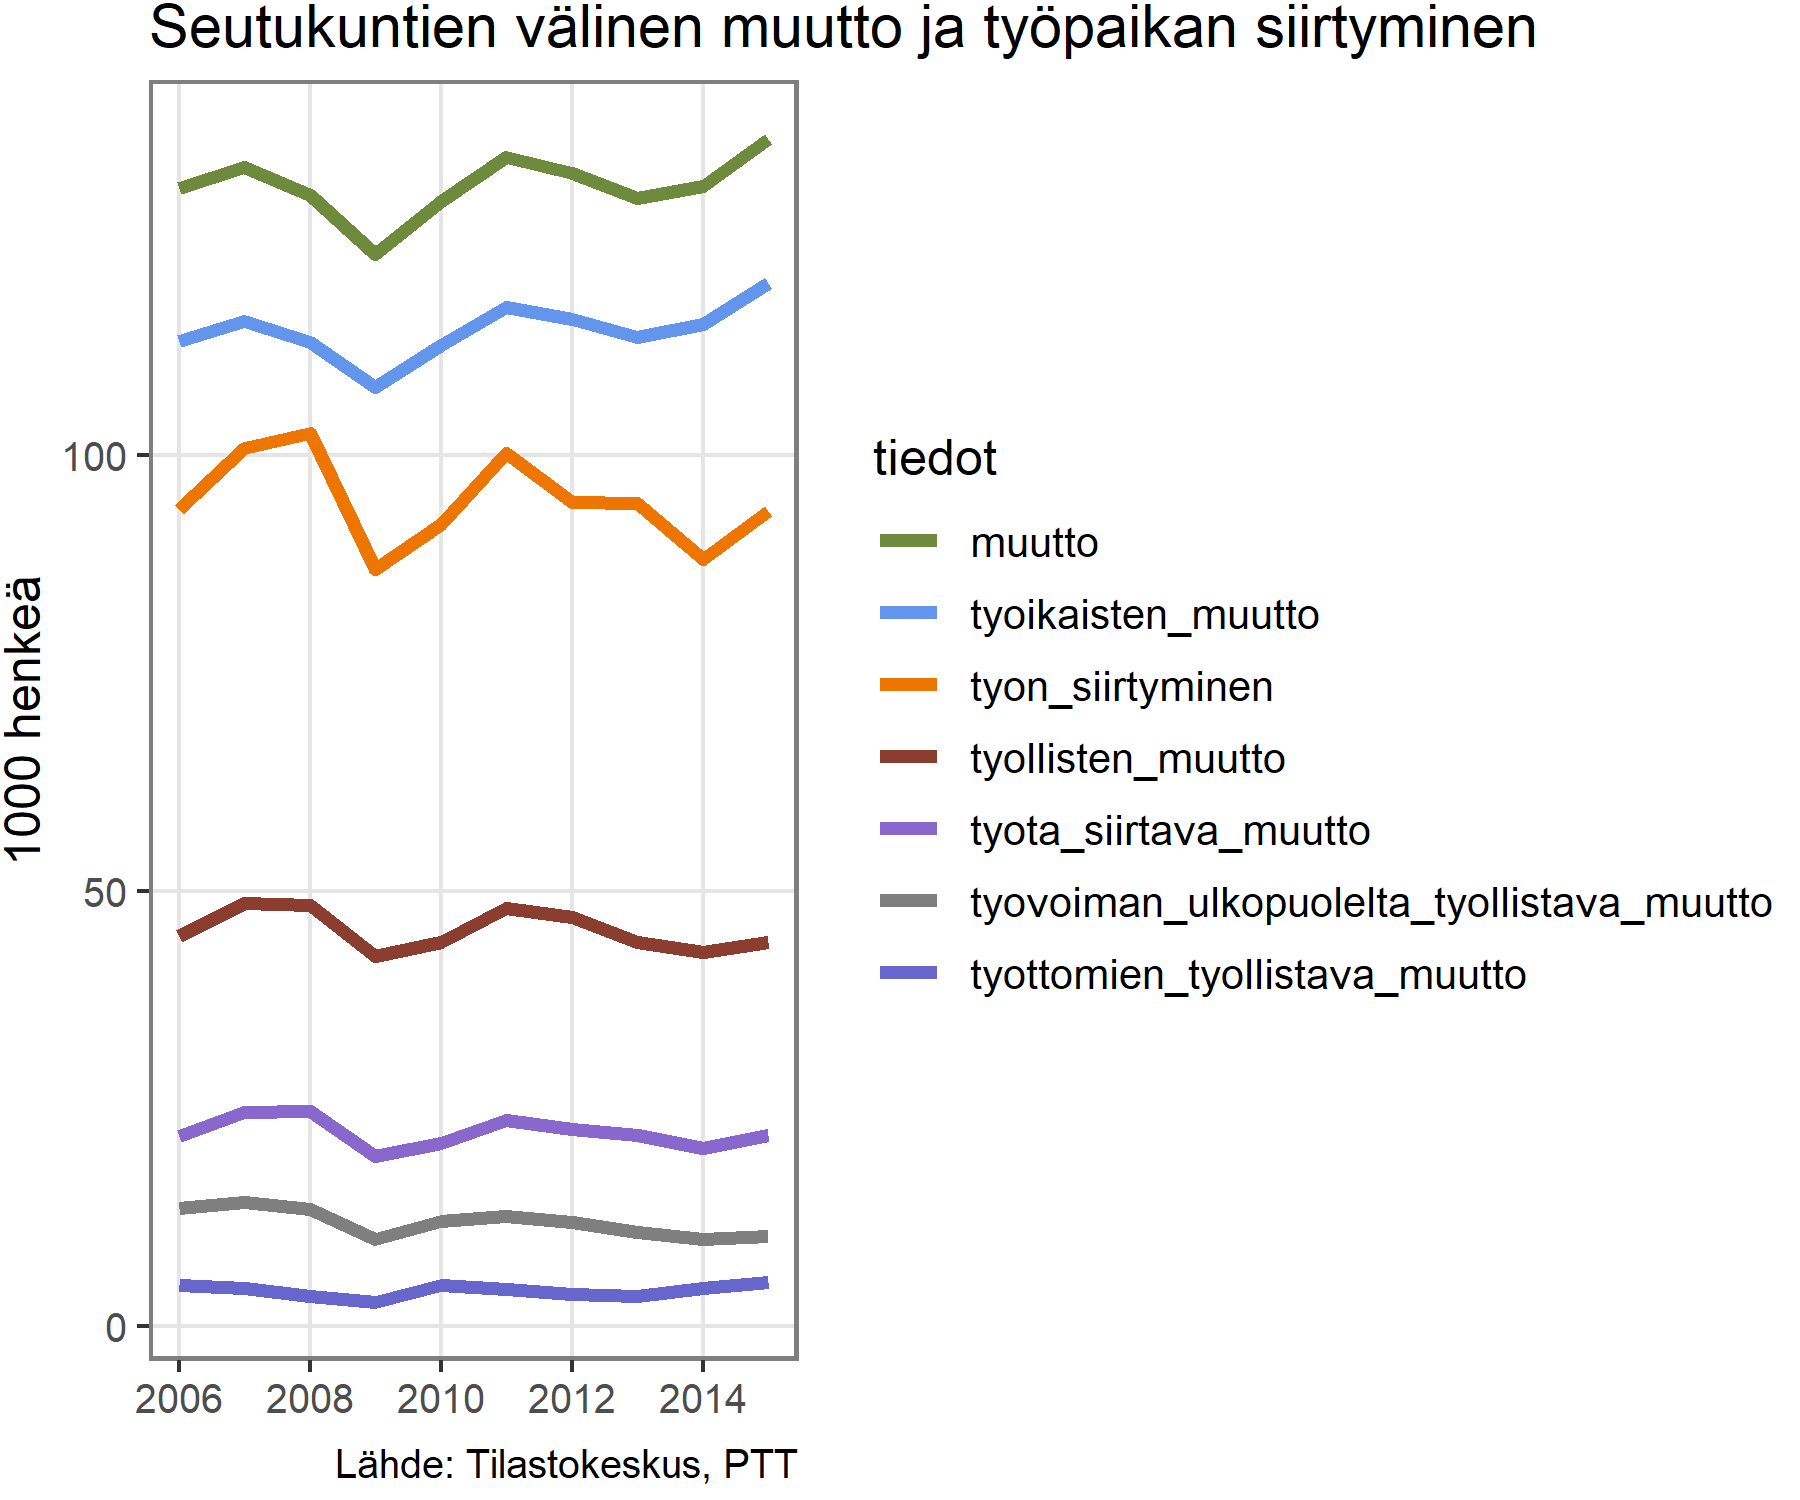 Seutukuntien välinen muutto ja työpaikan siirtyminen
1000 henkeä
100
50
0
2006 2008 2010 2012 2014
Lähde: Tilastokeskus, PTT
tiedot
muutto
tyoikaisten_muutto
tyon_siirtyminen
tyollisten_muutto
tyota_siirtava_muutto
tyovoiman_ulkopuolelta_tyollistava_muutto
tyottomien_tyollistava_muutto